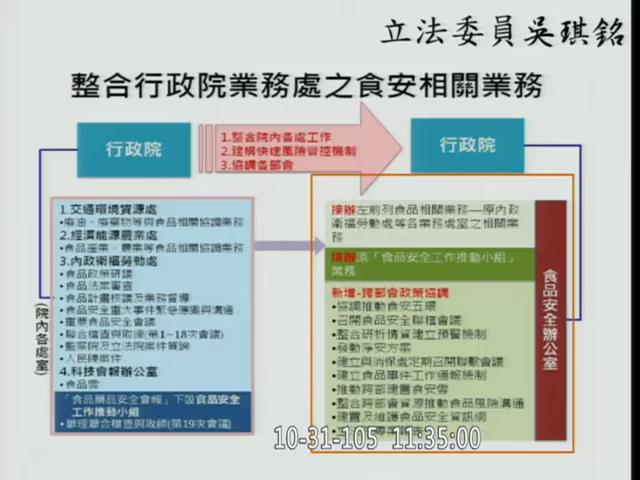 立法委員吳琪銘
整合行政院業務處之食安相關業務
行政院
1.整合院內各處工作
2.建構快速風險管控機制
3.協調各部會
行政院
1.交通環境資源處
•廢油、廢棄物等與食品相關協調業務
2.經濟能源農業處
•食品產業、農業等食品相關協調業務
3.內政衛福勞動處
•食品政策研議
•食品法案審查
•食品計畫核議及業務督導
•食品安全重大事件緊急應變與溝通
•重要食品安全會議
•聯合稽查與取締(第1~18次會議)
•監察院及立法院案件質詢
•人民陳案件
4.科技會報辦公室
•食品雲
「食品藥品安全會報」下設食品安全
工作推動小組
•辦理聯合稽查與取締(第19次會議)
(院內各處室)
接辦左前列食品相關業務—原內政
衛福勞動處等各業務處室之相關業
務
接辦原「食品安全工作推動小組」
業務
新增-跨部會政策協調
•協調推動食安五環
•召開食品安全聯繫會議
•整合研析情資建立預警機制
•發動淨安方案
•建立與消保處定期召開聯繫會議
•建立食品事件工作通報機制
•推動跨部建置食安雲
•整合跨部會資源推動食品風險溝通
•建置及維護食品安全資訊網
食品安全辦公室
10-31-105 11:35:00